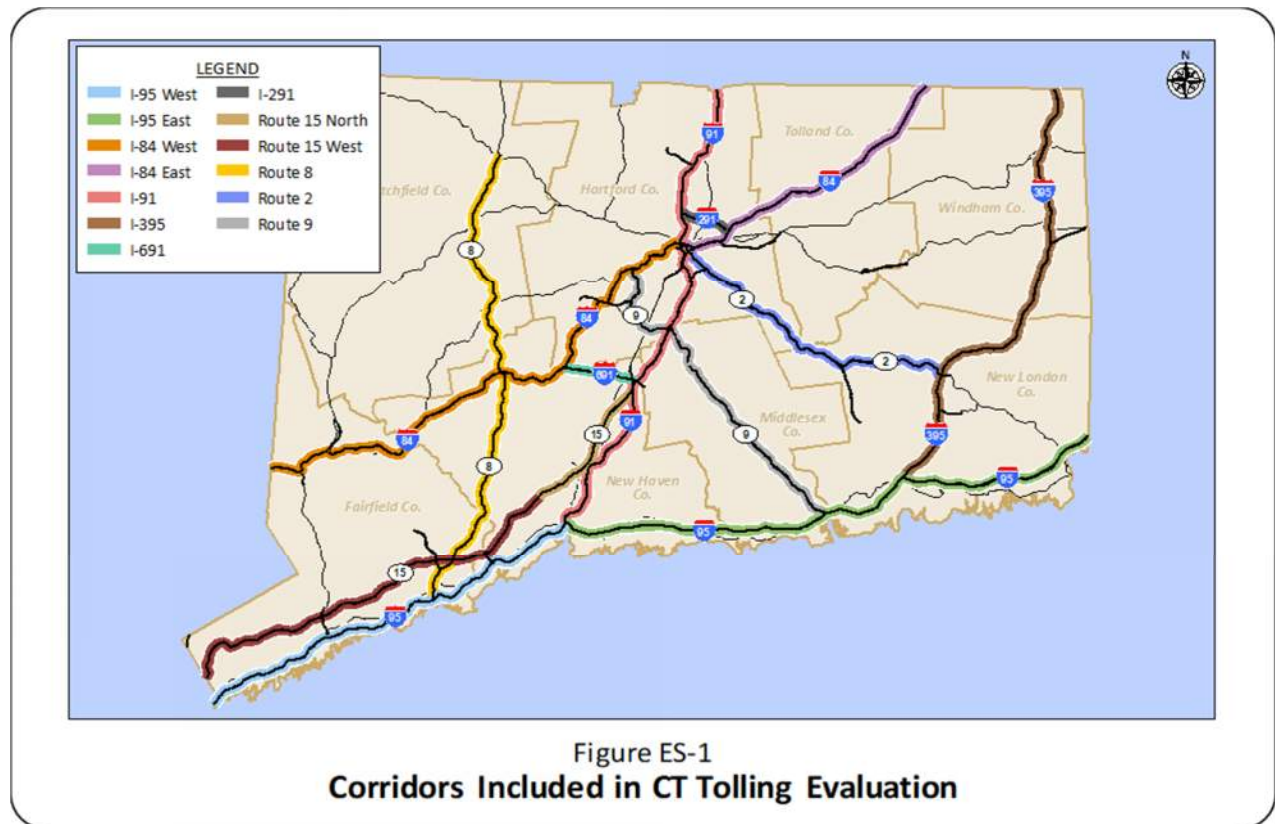 N
LEGEND
I-95 West
I-95 East
I-84 West
I-84 East
I-91
I-395
I-691
I-291
Route 15 North
Route 15 West
Route 8
Route 2
Route 9
91
Tolland Co.
84
tchfield Co.
Hartford Co.
395
Windham Co.
291
8
2
9
84
2
691
New London
Co.
91
Middlesex
Co.
15
9
395
84
8
New Haven
Co.
95
Fairfield Co.
95
15
95
Figure ES-1
Corridors Included in CT Tolling Evaluation